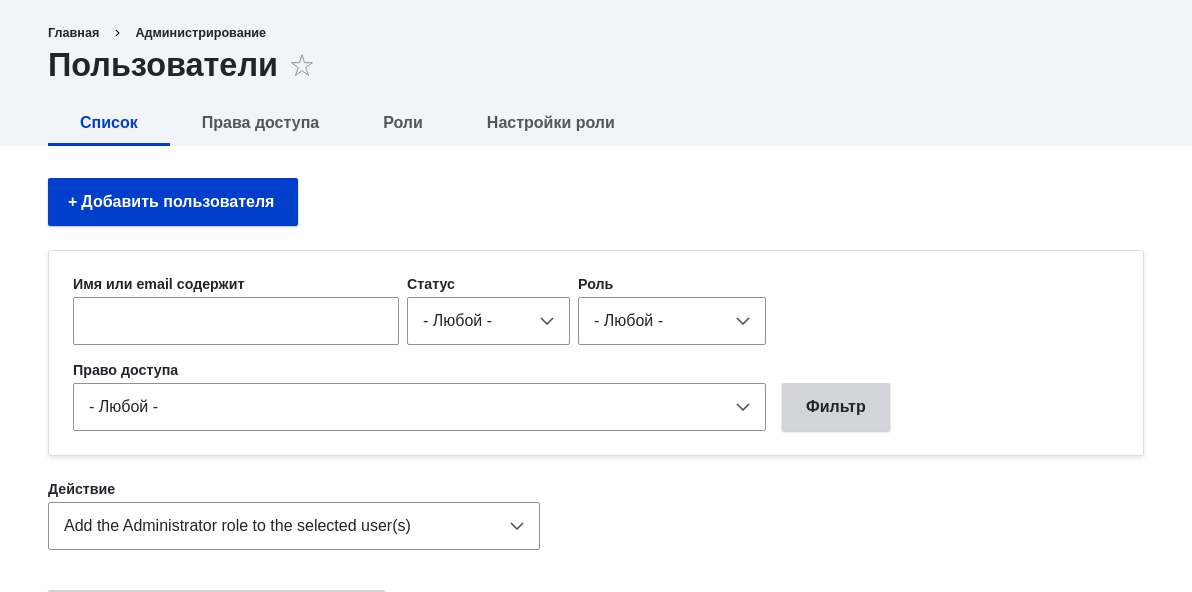 Главная › Администрирование
Пользователи
Список Права доступа Роли Настройки роли
+ Добавить пользователя
Имя или email содержит Статус Роль
- Любой - - Любой -
Право доступа
- Любой - Фильтр
Действие
Add the Administrator role to the selected user(s)